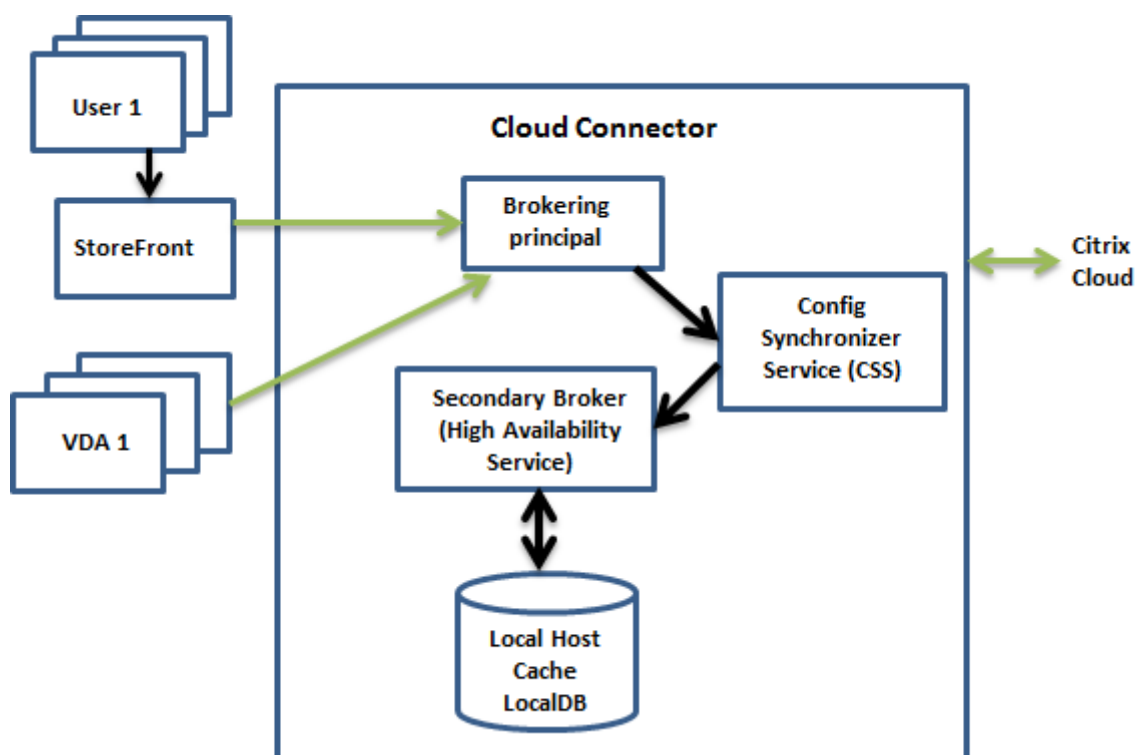 User 1
StoreFront
VDA 1
Cloud Connector
Brokering
principal
Config
Synchronizer
Service (CSS)
Secondary Broker
(High Availability
Service)
Local Host
Cache
LocalDB
Citrix
Cloud